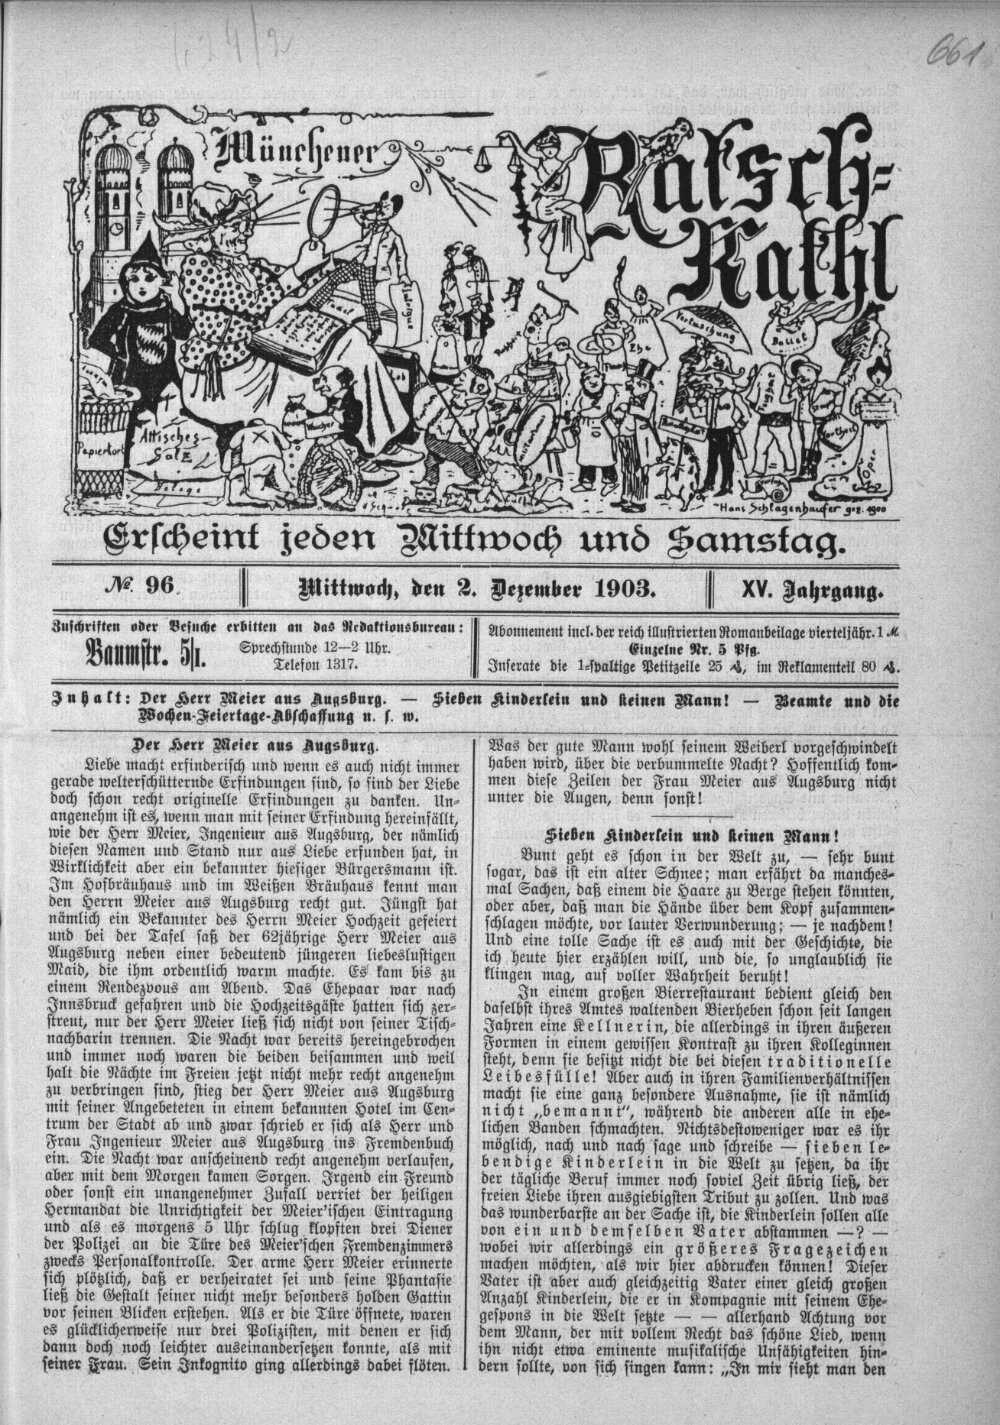 661
Münchener
Ratsch-
Kathl
Papierkorb
Attisches
Salz
Wucher
Ehe
Vertuschung
Ballet
Hans Schlagenhaufer gez. 1900
Erscheint jeden Mittwoch und Samstag.
№ 96.
Mittwoch, den 2. Dezember 1903.
XV. Jahrgang.
Zuschriften oder Besuche erbitten an das Redaktionsbureau:
Baumstr. 5/I.
Sprechstunde 12—2 Uhr.
Telefon 1317.
Abonnement incl. der reich illustrierten Romanbeilage vierteljähr. 1 M
Einzelne Nr. 5 Pfg.
Inserate die 1-spaltige Petitzeile 25 ₰, im Reklamenteil 80 ₰.
Inhalt: Der Herr Meier aus Augsburg. — Sieben Kinderlein und keinen Mann! — Beamte und die
Wochen-Feiertage-Abschaffung u. s. w.
Der Herr Meier aus Augsburg.
Liebe macht erfinderisch und wenn es auch nicht immer
gerade welterschütternde Erfindungen sind, so sind der Liebe
doch schon recht originelle Erfindungen zu danken. Un-
angenehm ist es, wenn man mit seiner Erfindung hereinfällt,
wie der Herr Meier, Ingenieur aus Augsburg, der nämlich
diesen Namen und Stand nur aus Liebe erfunden hat, in
Wirklichkeit aber ein bekannter hiesiger Bürgersmann ist.
Im Hofbräuhaus und im Weißen Bräuhaus kennt man
den Herrn Meier aus Augsburg recht gut. Jüngst hat
nämlich ein Bekannter des Herrn Meier Hochzeit gefeiert
und bei der Tafel saß der 62jährige Herr Meier aus
Augsburg neben einer bedeutend jüngeren liebeslustigen
Maid, die ihm ordentlich warm machte. Es kam bis zu
einem Rendezvous am Abend. Das Ehepaar war nach
Innsbruck gefahren und die Hochzeitsgäste hatten sich zer-
streut, nur der Herr Meier ließ sich nicht von seiner Tisch-
nachbarin trennen. Die Nacht war bereits hereingebrochen
und immer noch waren die beiden beisammen und weil
halt die Nächte im Freien jetzt nicht mehr recht angenehm
zu verbringen sind, stieg der Herr Meier aus Augsburg
mit seiner Angebeteten in einem bekannten Hotel im Cen-
trum der Stadt ab und zwar schrieb er sich als Herr und
Frau Ingenieur Meier aus Augsburg ins Fremdenbuch
ein. Die Nacht war anscheinend recht angenehm verlaufen,
aber mit dem Morgen kamen Sorgen. Irgend ein Freund
oder sonst ein unangenehmer Zufall verriet der heiligen
Hermandat die Unrichtigkeit der Meier'ischen Eintragung
und als es morgens 5 Uhr schlug klopften drei Diener
der Polizei an die Türe des Meier'schen Fremdenzimmers
zwecks Personalkontrolle. Der arme Herr Meier erinnerte
sich plötzlich, daß er verheiratet sei und seine Phantasie
ließ die Gestalt seiner nicht mehr besonders holden Gattin
vor seinen Blicken erstehen. Als er die Türe öffnete, waren
es glücklicherweise nur drei Polizisten, mit denen er sich
dann doch noch leichter auseinandersetzen konnte, als mit
seiner Frau. Sein Inkognito ging allerdings dabei flöten.
Was der gute Mann wohl seinem Weiberl vorgeschwindelt
haben wird, über die verbummelte Nacht? Hoffentlich kom-
men diese Zeilen der Frau Meier aus Augsburg nicht
unter die Augen, denn sonst!
Sieben Kinderlein und keinen Mann!
Bunt geht es schon in der Welt zu, — sehr bunt
sogar, das ist ein alter Schnee; man erfährt da manches-
mal Sachen, daß einem die Haare zu Berge stehen könnten,
oder aber, daß man die Hände über dem Kopf zusammen-
schlagen möchte, vor lauter Verwunderung; — je nachdem!
Und eine tolle Sache ist es auch mit der Geschichte, die
ich heute hier erzählen will, und die, so unglaublich sie
klingen mag, auf voller Wahrheit beruht!
In einem großen Bierrestaurant bedient gleich den
daselbst ihres Amtes waltenden Bierheben schon seit langen
Jahren eine Kellnerin, die allerdings in ihren äußeren
Formen in einem gewissen Kontrast zu ihren Kolleginnen
steht, denn sie besitzt nicht die bei diesen traditionelle
Leibesfülle! Aber auch in ihren Familienverhältnissen
macht sie eine ganz besondere Ausnahme, sie ist nämlich
nicht „bemannt“, während die anderen alle in ehe-
lichen Banden schmachten. Nichtsdestoweniger war es ihr
möglich, nach und nach sage und schreibe — sieben le-
bendige Kinderlein in die Welt zu setzen, da ihr
der tägliche Beruf immer noch soviel Zeit übrig ließ, der
freien Liebe ihren ausgiebigsten Tribut zu zollen. Und was
das wunderbarste an der Sache ist, die Kinderlein sollen alle
von ein und demselben Vater abstammen — ? —
wobei wir allerdings ein größeres Fragezeichen
machen möchten, als wir hier abdrucken können! Dieser
Vater ist aber auch gleichzeitig Vater einer gleich großen
Anzahl Kinderlein, die er in Kompagnie mit seinem Ehe-
gespons in die Welt setzte — — allerhand Achtung vor
dem Mann, der mit vollem Recht das schöne Lied, wenn
ihn nicht etwa eminente musikalische Unfähigkeiten hin-
dern sollte, von sich singen kann: „In mir sieht man den